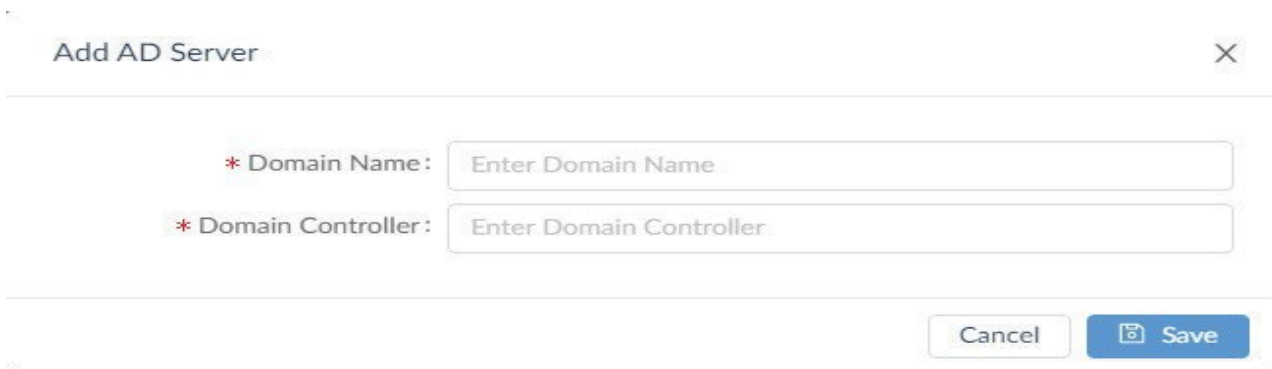 Add AD Server
* Domain Name: Enter Domain Name
* Domain Controller: Enter Domain Controller
Cancel Save